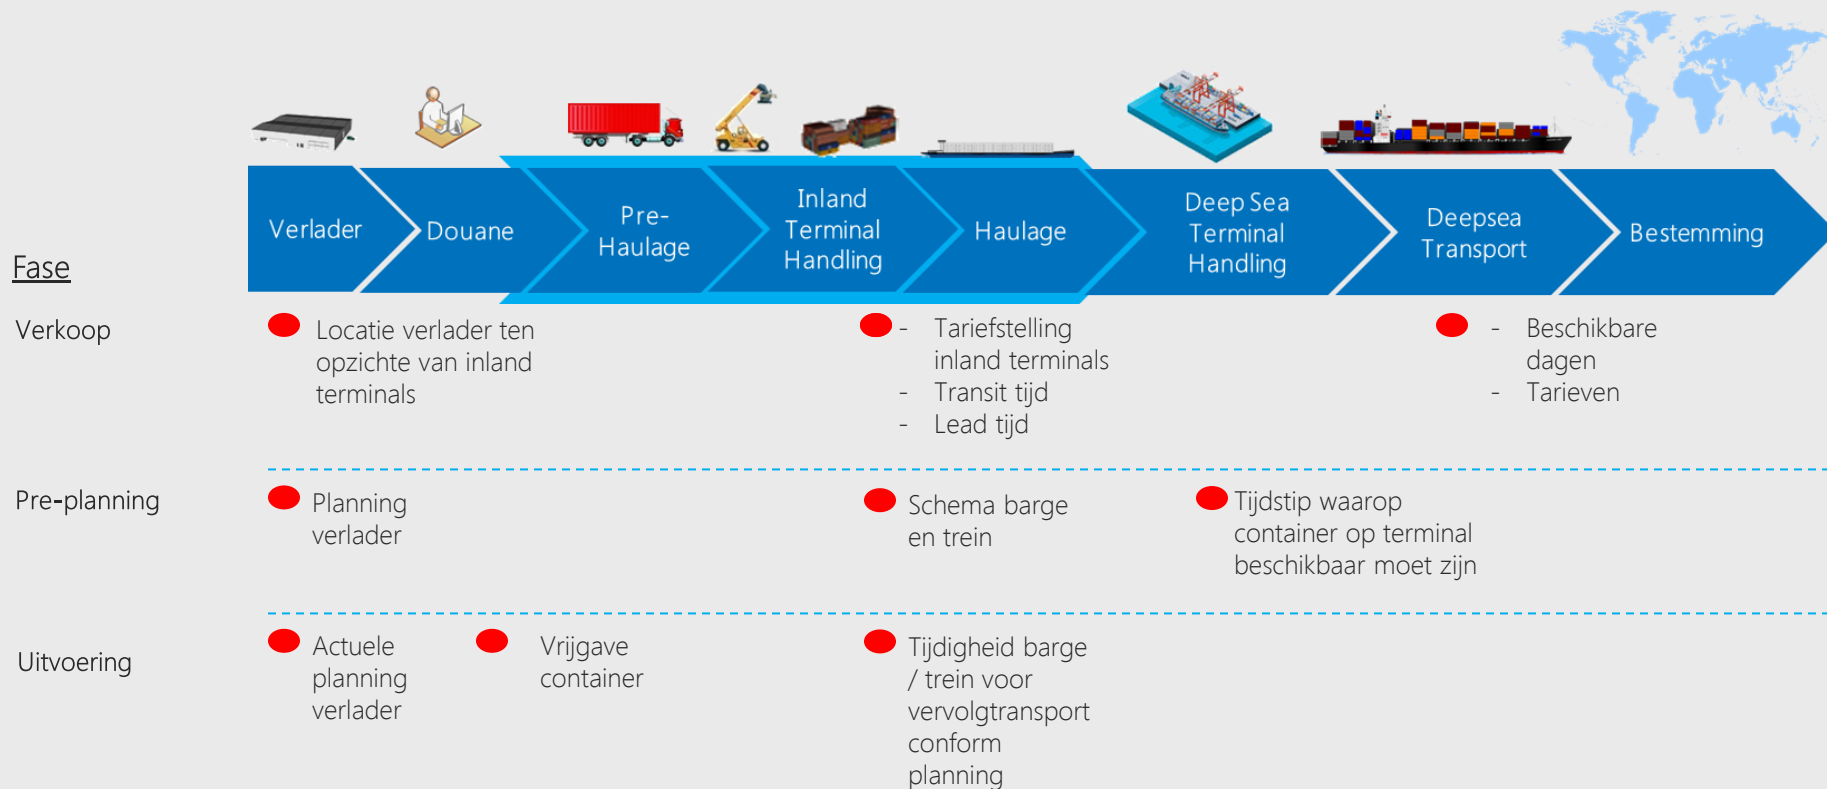 Verlader
Douane
Pre-
Haulage
Inland
Terminal
Handling
Haulage
Deep Sea
Terminal
Handling
Deepsea
Transport
Bestemming
Fase
Verkoop
Locatie verlader ten
opzichte van inland
terminals
- Tariefstelling
inland terminals
- Transit tijd
- Lead tijd
- Beschikbare
dagen
- Tarieven
Pre-planning
Planning
verlader
Schema barge
en trein
Tijdstip waarop
container op terminal
beschikbaar moet zijn
Uitvoering
Actuele
planning
verlader
Vrijgave
container
Tijdigheid barge
/ trein voor
vervolgtransport
conform
planning